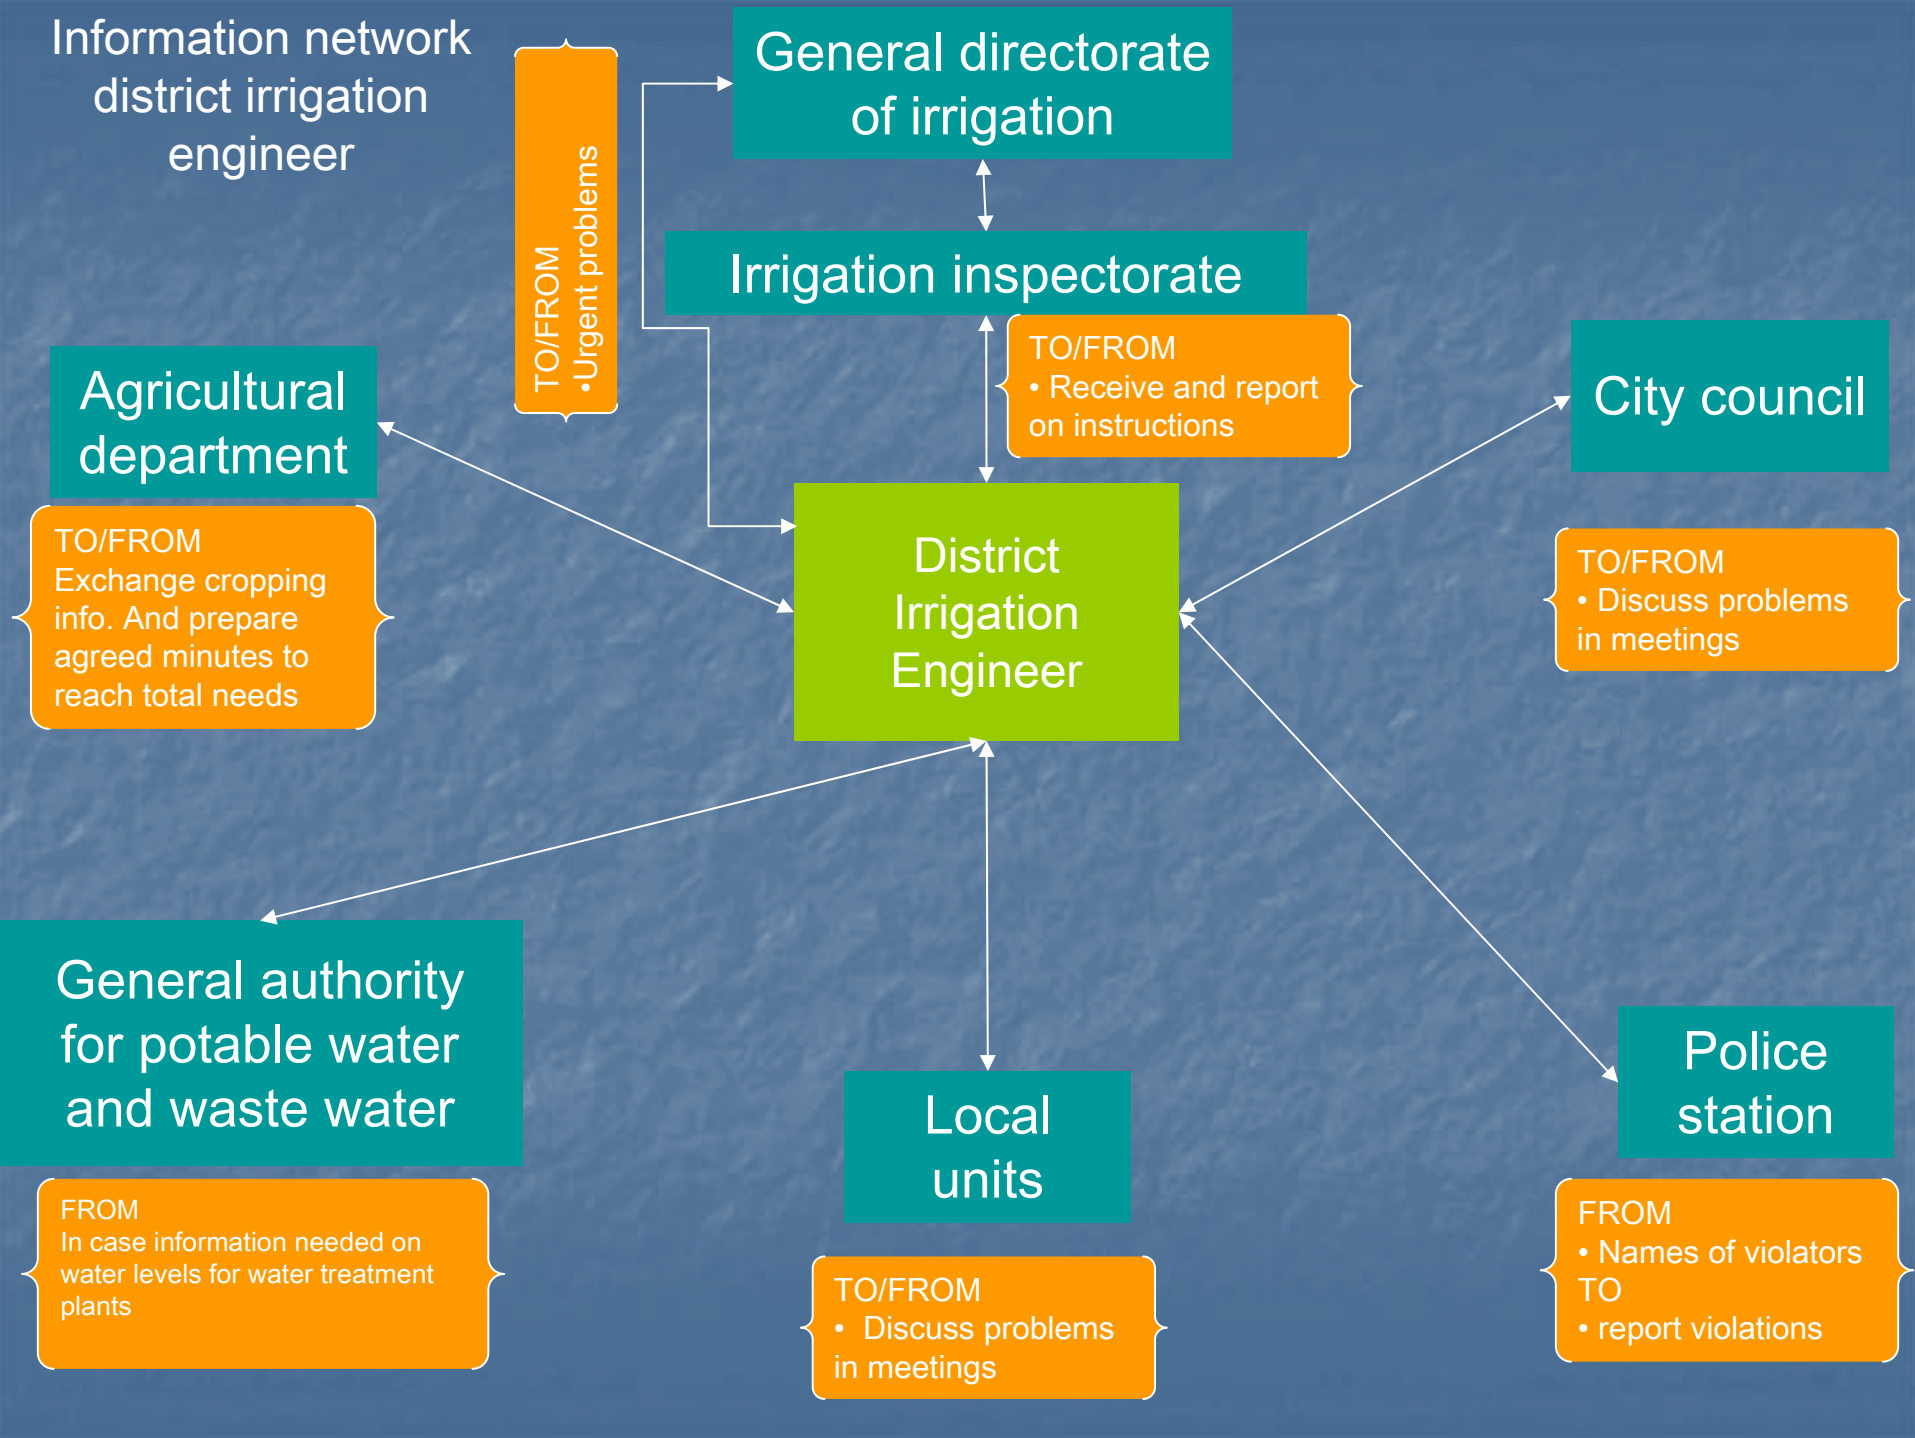 Information network
district irrigation
engineer
TO/FROM
•Urgent problems
General directorate
of irrigation
Irrigation inspectorate
TO/FROM
• Receive and report
on instructions
Agricultural
department
TO/FROM
Exchange cropping
info. And prepare
agreed minutes to
reach total needs
City council
TO/FROM
• Discuss problems
in meetings
District
Irrigation
Engineer
General authority
for potable water
and waste water
FROM
In case information needed on
water levels for water treatment
plants
Local
units
TO/FROM
• Discuss problems
in meetings
Police
station
FROM
• Names of violators
TO
• report violations